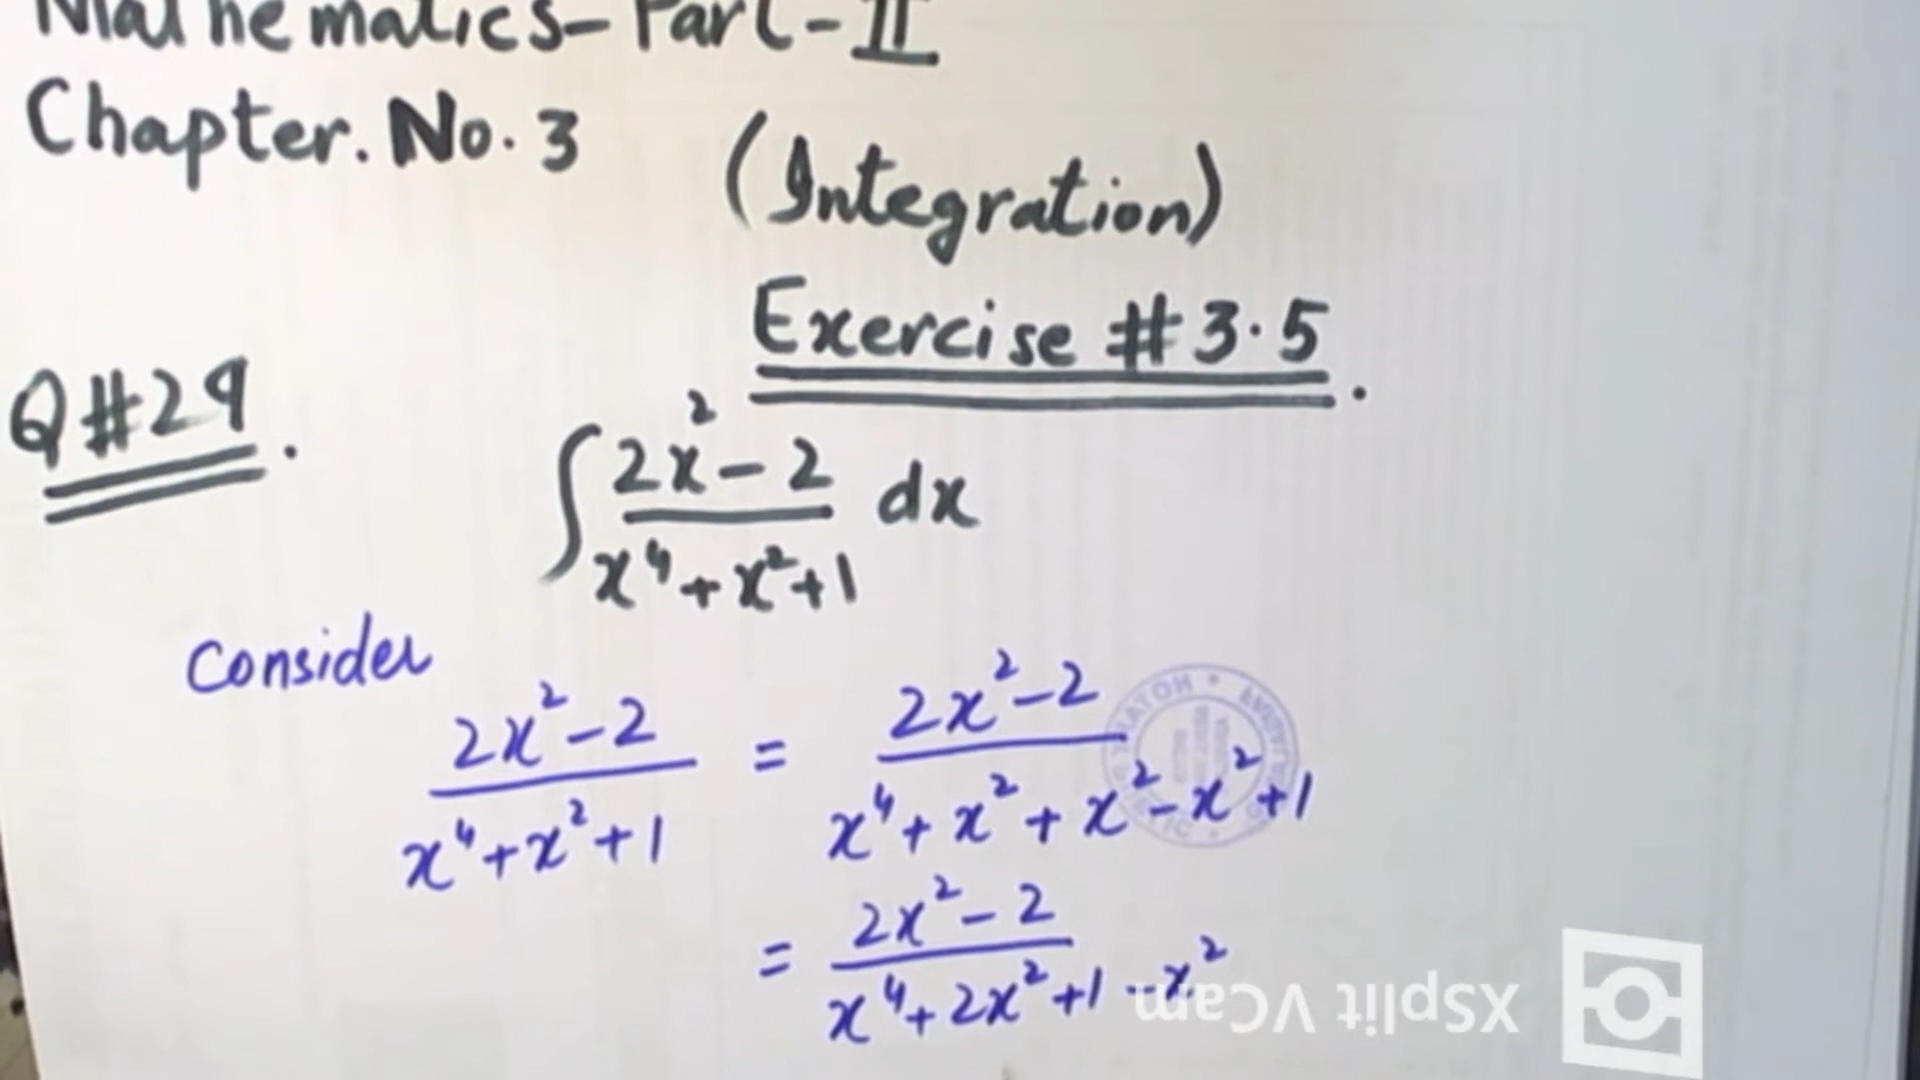 Mathematics-Part-II
Chapter. No. 3
(Integration)
Exercise # 3.5.
Q#29.
∫ (2x² - 2)/(x⁴ + x² + 1) dx
Consider
(2x² - 2)/(x⁴ + x² + 1) = (2x² - 2)/(x⁴ + x² + x² - x² + 1)
= (2x² - 2)/(x⁴ + 2x² + 1 - x²)
XSplit VCam